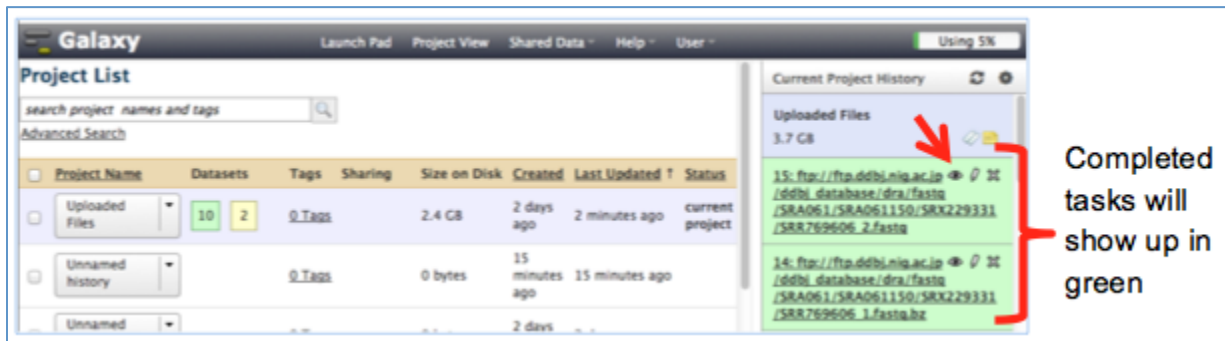 Galaxy
Launch Pad Project View Shared Data Help User
Using 5%
Project List
search project names and tags
Advanced Search
Project Name Datasets Tags Sharing Size on Disk Created Last Updated ↑ Status
Uploaded Files 10 2 0 Tags 2.4 GB 2 days ago 2 minutes ago current project
Unnamed history 0 Tags 0 bytes 15 minutes ago 15 minutes ago
Unnamed 2 days
Current Project History
Uploaded Files
3.7 GB
15: ftp://ftp.ddbj.nig.ac.jp
/ddbj_database/dra/fastq
/SRA061/SRA061150/SRX229331
/SRR769606_2.fastq
14: ftp://ftp.ddbj.nig.ac.jp
/ddbj_database/dra/fastq
/SRA061/SRA061150/SRX229331
/SRR769606_1.fastq.bz
Completed
tasks will
show up in
green